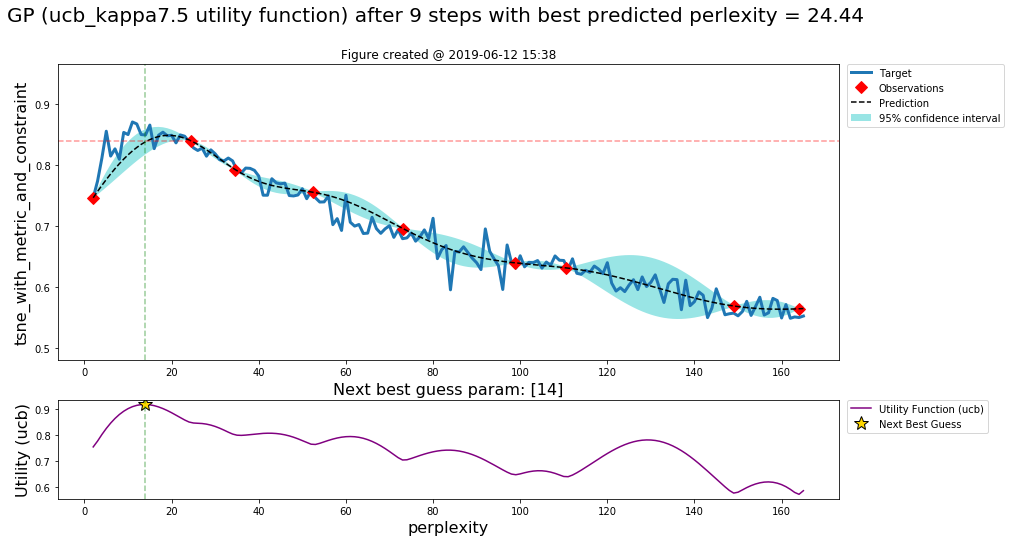 GP (ucb_kappa7.5 utility function) after 9 steps with best predicted perlexity = 24.44
Figure created @ 2019-06-12 15:38
tsne_with_metric_and_constraint
0.9
0.8
0.7
0.6
0.5
0 20 40 60 80 100 120 140 160
Target
Observations
Prediction
95% confidence interval
Next best guess param: [14]
Utility (ucb)
0.9
0.8
0.7
0.6
0 20 40 60 80 100 120 140 160
perplexity
Utility Function (ucb)
Next Best Guess